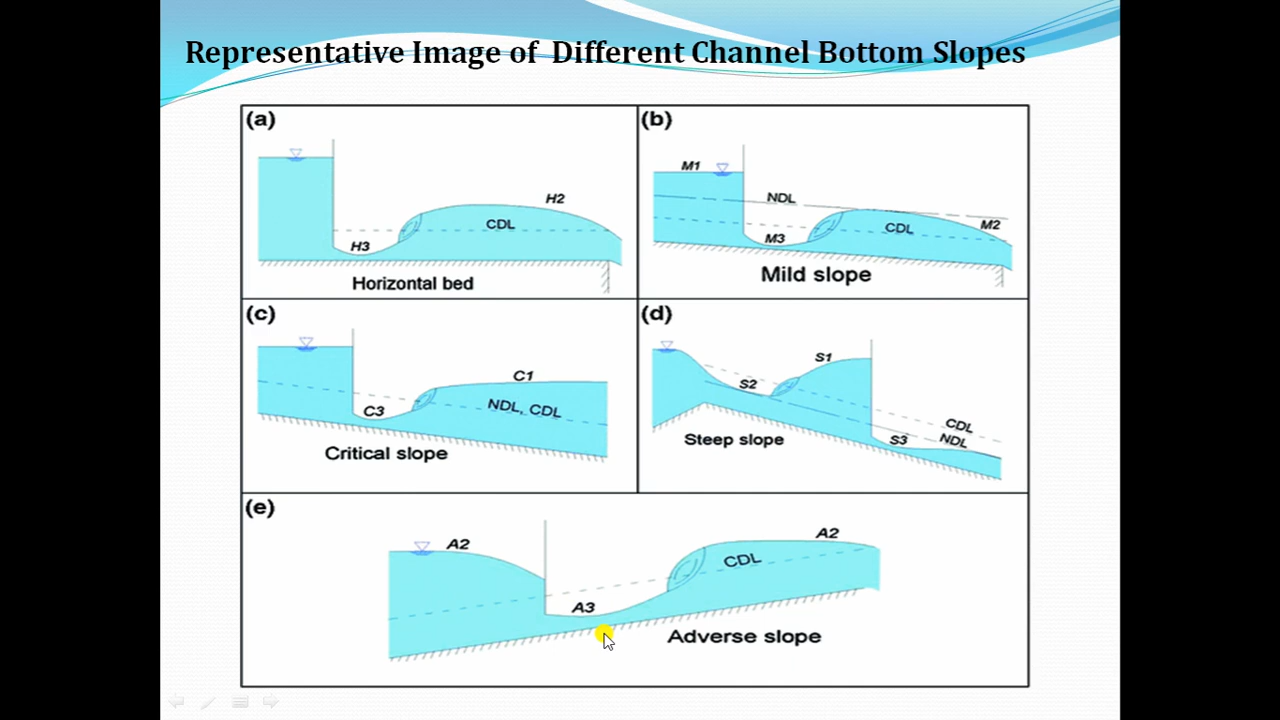 Representative Image of Different Channel Bottom Slopes
(a)
H2
CDL
H3
Horizontal bed
(b)
M1
NDL
M2
CDL
M3
Mild slope
(c)
C1
C3
NDL, CDL
Critical slope
(d)
S1
S2
CDL
Steep slope
S3
NDL
(e)
A2
A2
CDL
A3
Adverse slope